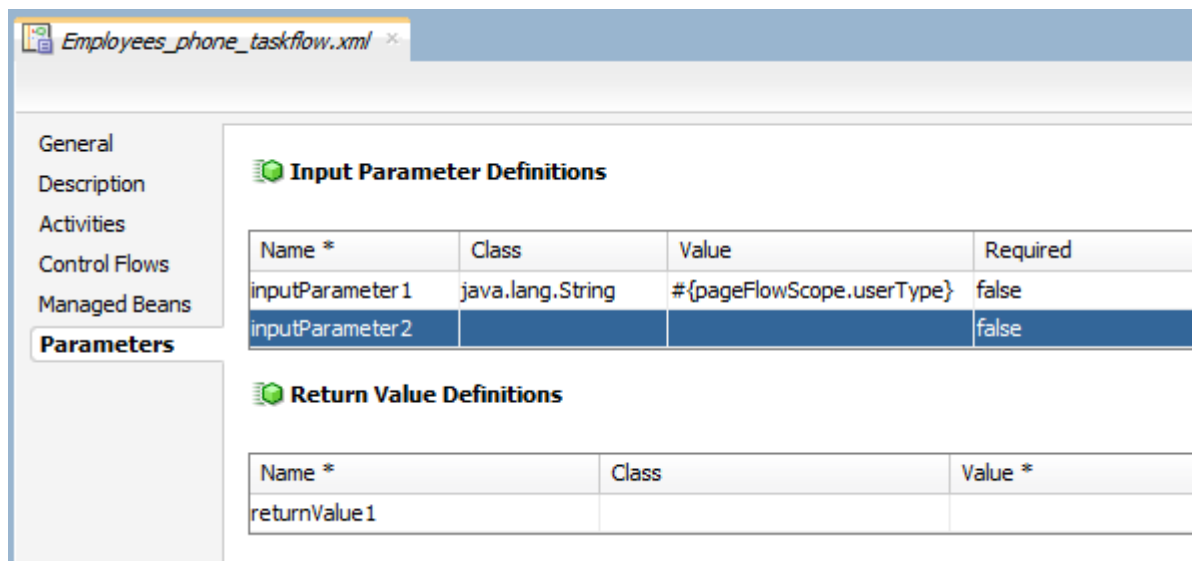 Employees_phone_taskflow.xml
General
Description
Activities
Control Flows
Managed Beans
Parameters
Input Parameter Definitions
Name * Class Value Required
inputParameter1 java.lang.String #{pageFlowScope.userType} false
inputParameter2 false
Return Value Definitions
Name * Class Value *
returnValue1